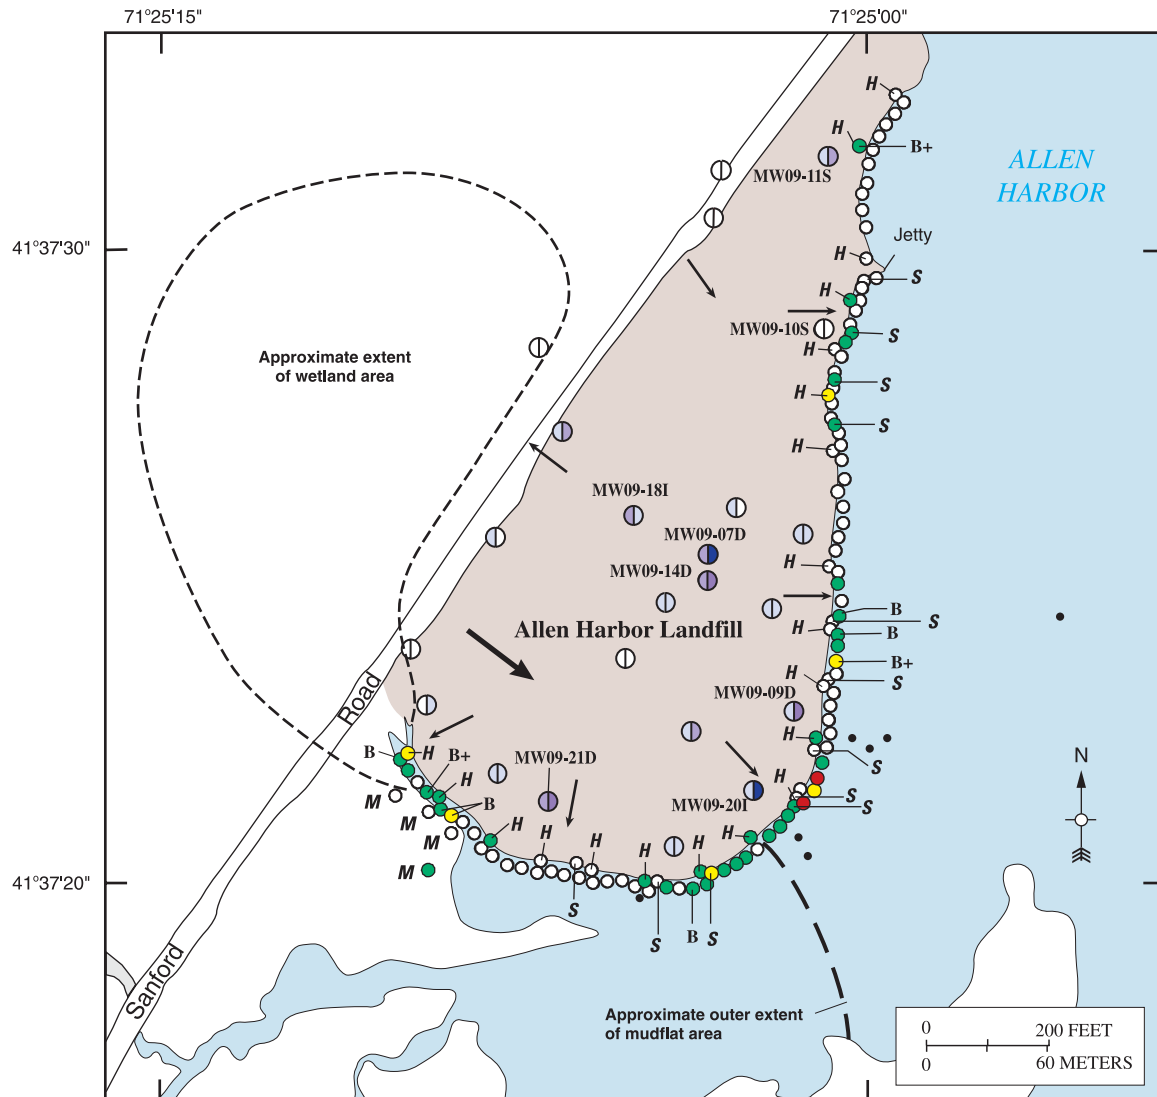 71°25'15"
71°25'00"
H
H
B+
ALLEN
HARBOR
MW09-11S
41°37'30"
Jetty
H
S
H
MW09-10S
S
H
Approximate extent
of wetland area
S
H
S
H
MW09-18I
MW09-07D
H
MW09-14D
B
S
Allen Harbor Landfill
H
B
B+
H
S
Road
MW09-09D
H
B
H
B+
MW09-21D
S
H
H
M
B
MW09-20I
S
S
M
H
H
H
H
H
M
M
41°37'20"
S
B
S
S
N
Sanford
Approximate outer extent
of mudflat area
0
200 FEET
0
60 METERS